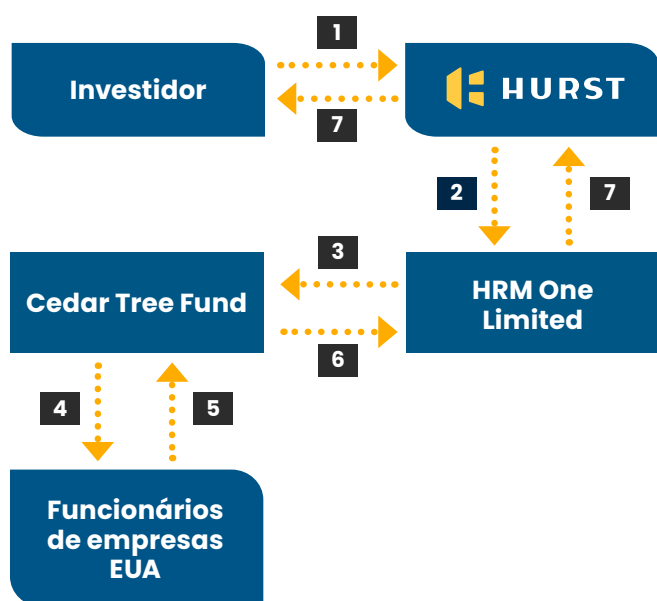 1
Investidor
HURST
7
2
7
3
Cedar Tree Fund
HRM One
Limited
6
4
5
Funcionários
de empresas
EUA